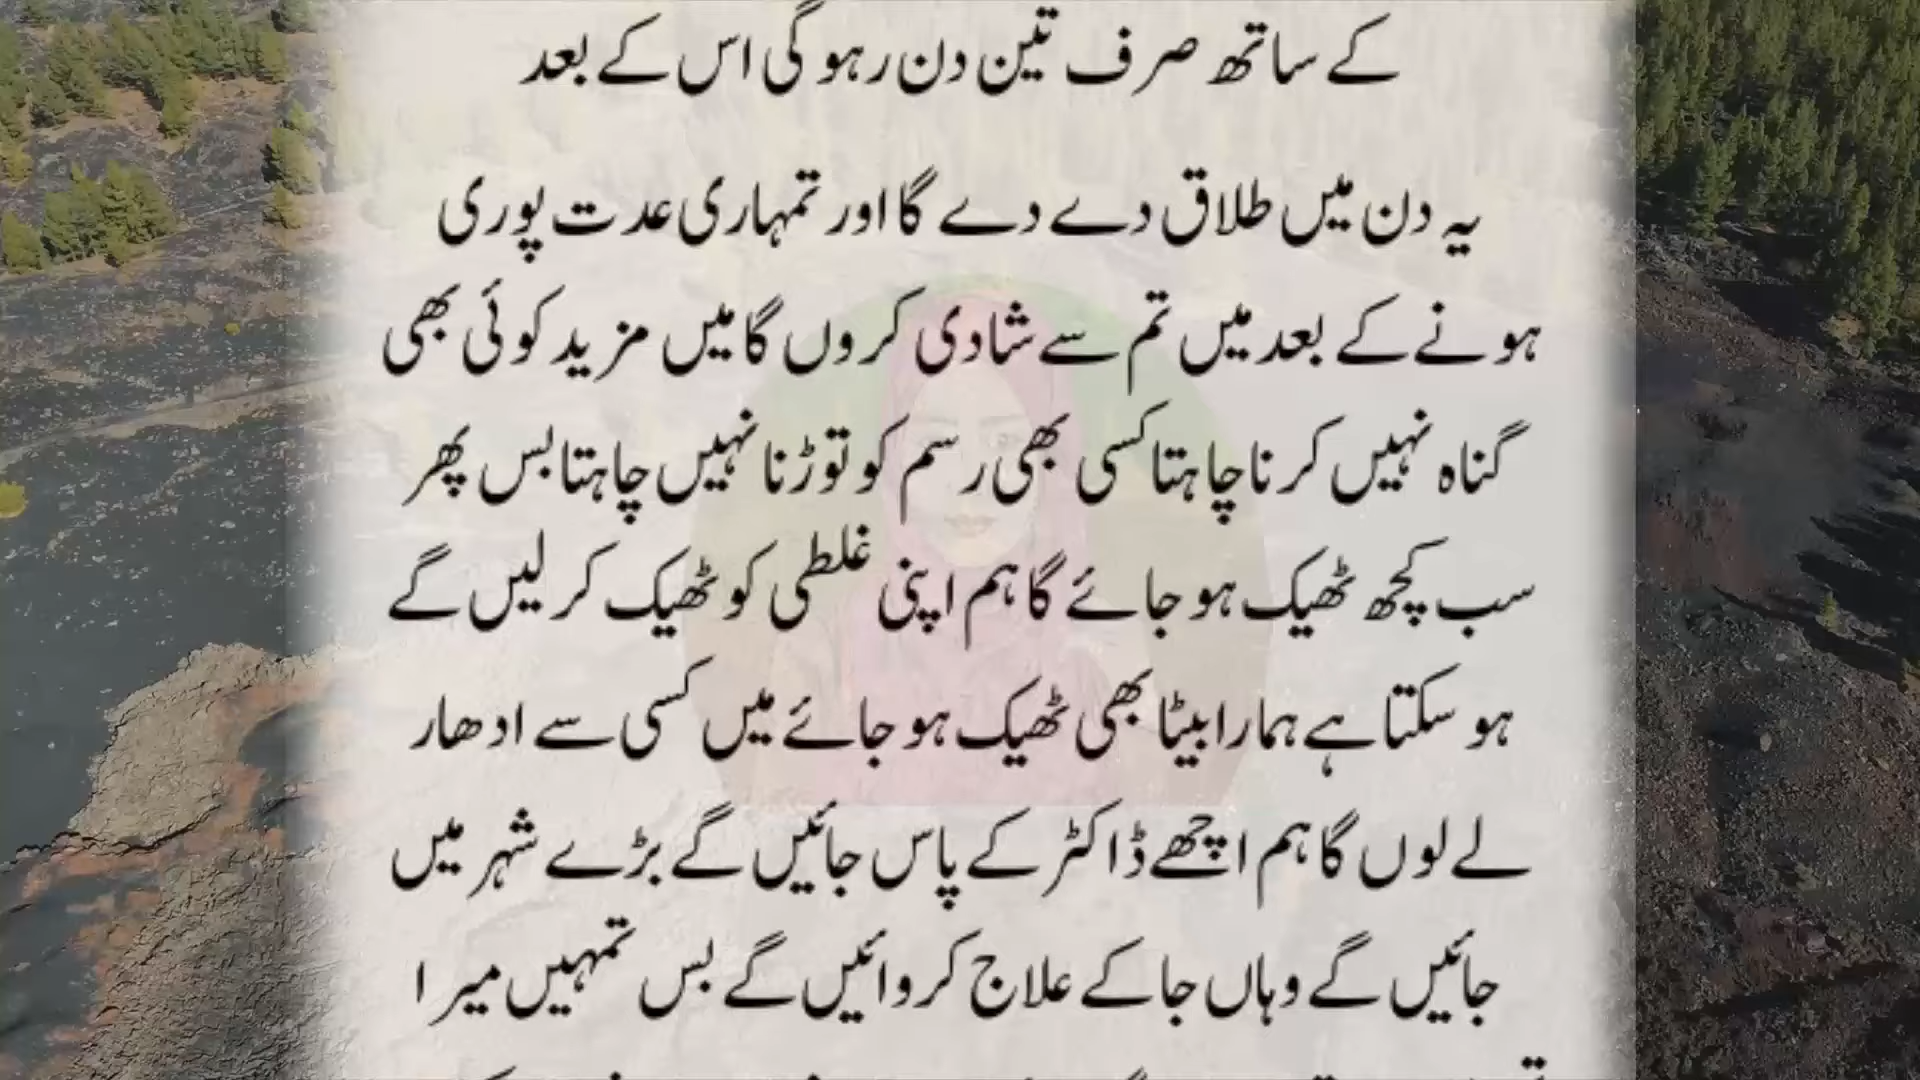 کے ساتھ صرف تین دن رہو گی اس کے بعد
یہ دن میں طلاق دے دے گا اور تمہاری عدت پوری
ہونے کے بعد میں تم سے شادی کروں گا میں مزید کوئی بھی
گناہ نہیں کرنا چاہتا کسی بھی رسم کو توڑنا نہیں چاہتا بس پھر
سب کچھ ٹھیک ہو جائے گا ہم اپنی غلطی کو ٹھیک کر لیں گے
ہو سکتا ہے ہمارا بیٹا بھی ٹھیک ہو جائے میں کسی سے ادھار
لے لوں گا ہم اچھے ڈاکٹر کے پاس جائیں گے بڑے شہر میں
جائیں گے وہاں جا کے علاج کروائیں گے بس تمہیں میرا